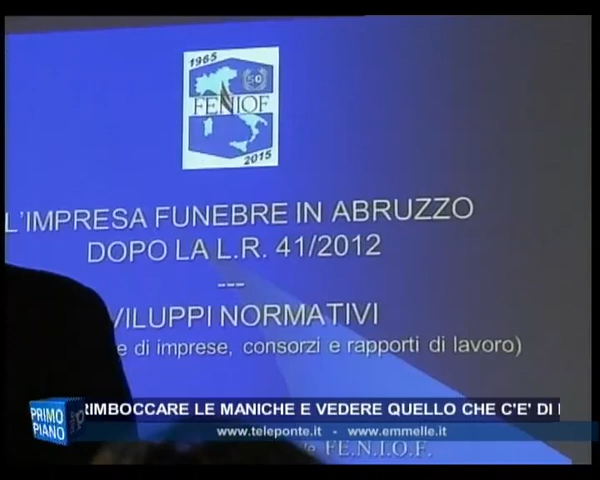 1965
50
FENIOF
2015
L'IMPRESA FUNEBRE IN ABRUZZO
DOPO LA L.R. 41/2012
---
VILUPPI NORMATIVI
e di imprese, consorzi e rapporti di lavoro)
PRIMO
PIANO
RIMBOCCARE LE MANICHE E VEDERE QUELLO CHE C'E' DI
www.teleponte.it - www.emmelle.it
F.E.N.I.O.F.